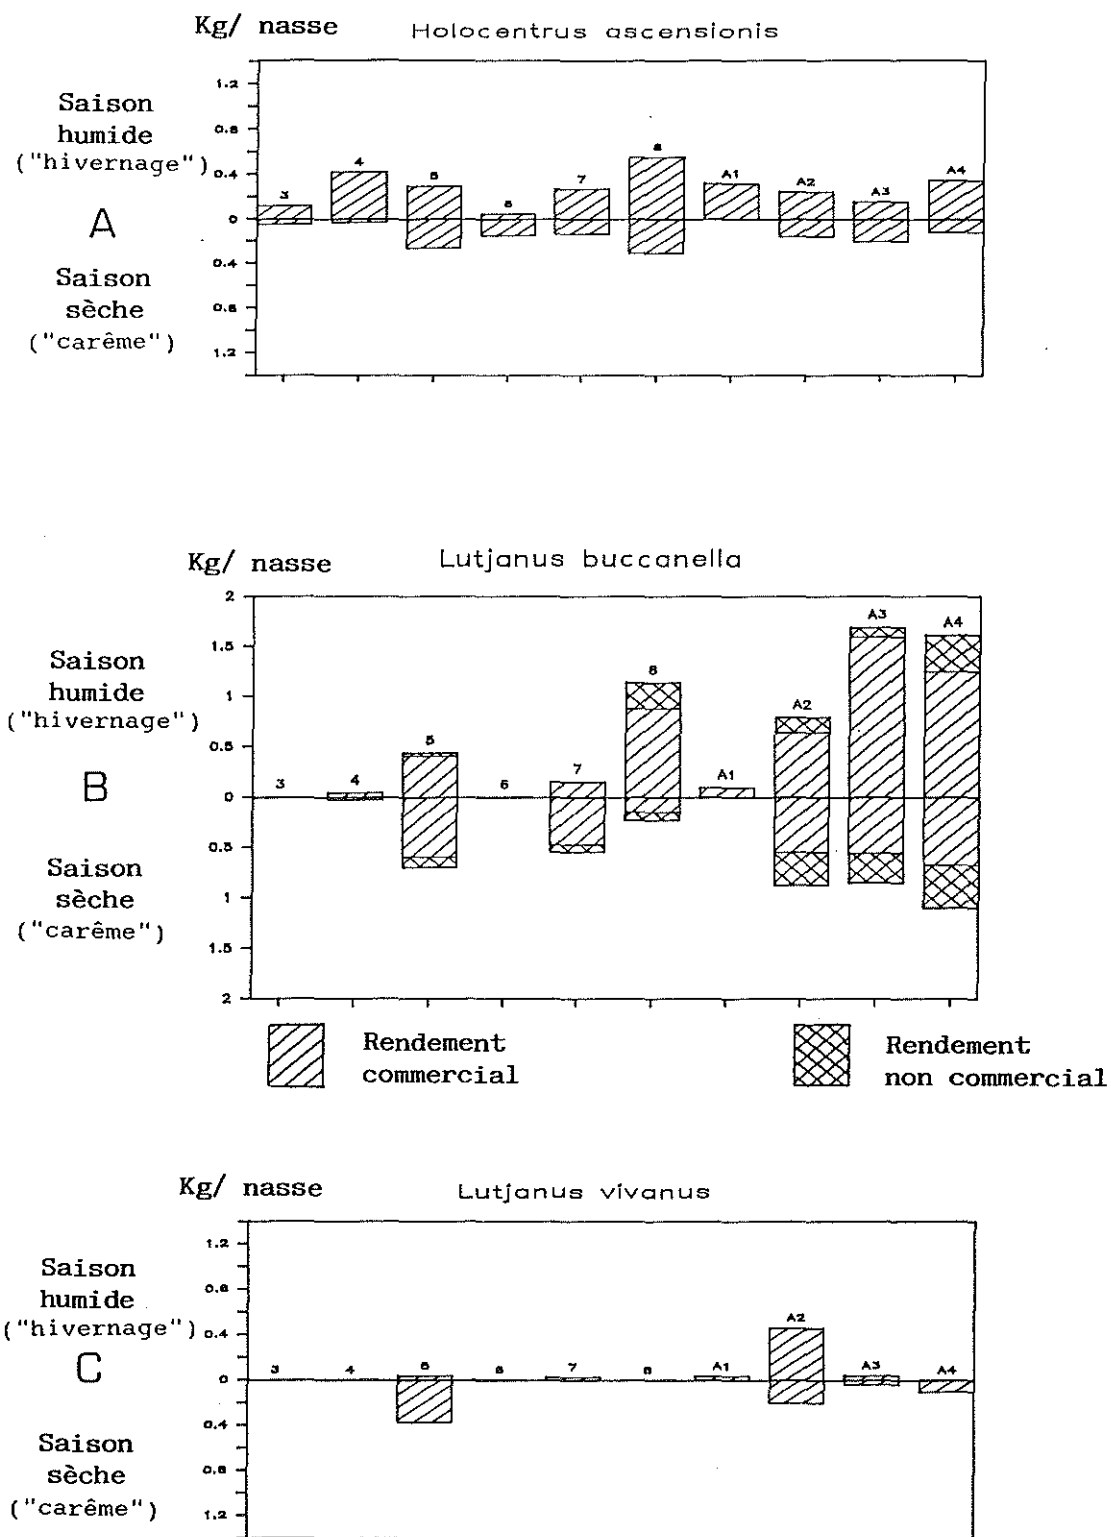 Kg/ nasse Holocentrus ascensionis
1.2
Saison
humide
("hivernage")
0.8
0.4
3 4 5 6 7 8 A1 A2 A3 A4
A
0
Saison
sèche
("carême")
0.4
0.8
1.2
Kg/ nasse Lutjanus buccanella
2
1.5
Saison
humide
("hivernage")
1
0.5
3 4 5 6 7 8 A1 A2 A3 A4
B
0
0.5
Saison
sèche
("carême")
1
1.5
2
Rendement
commercial
Rendement
non commercial
Kg/ nasse Lutjanus vivanus
1.2
Saison
humide
("hivernage")
0.8
0.4
3 4 5 6 7 8 A1 A2 A3 A4
C
0
0.4
Saison
sèche
("carême")
0.8
1.2